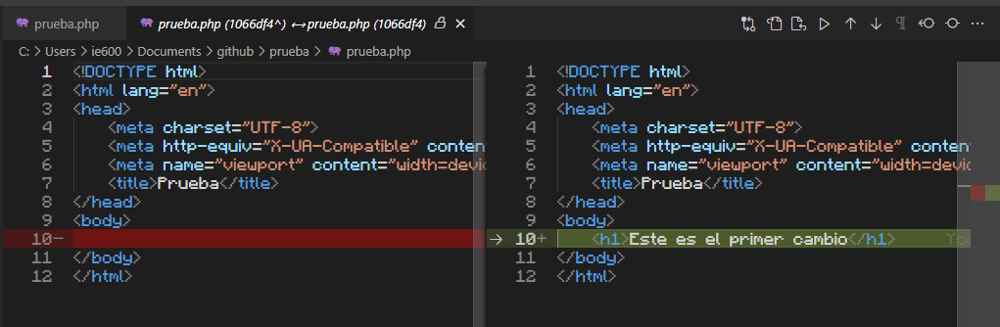 prueba.php prueba.php (1066df4^) ↔ prueba.php (1066df4)
C: > Users > ie600 > Documents > github > prueba > prueba.php
1 <!DOCTYPE html>
2 <html lang="en">
3 <head>
4 <meta charset="UTF-8">
5 <meta http-equiv="X-UA-Compatible" conten
6 <meta name="viewport" content="width=devic
7 <title>Prueba</title>
8 </head>
9 <body>
10-
11 </body>
12 </html>
1 <!DOCTYPE html>
2 <html lang="en">
3 <head>
4 <meta charset="UTF-8">
5 <meta http-equiv="X-UA-Compatible" conten
6 <meta name="viewport" content="width=devic
7 <title>Prueba</title>
8 </head>
9 <body>
10+ <h1>Este es el primer cambio</h1>
11 </body>
12 </html>